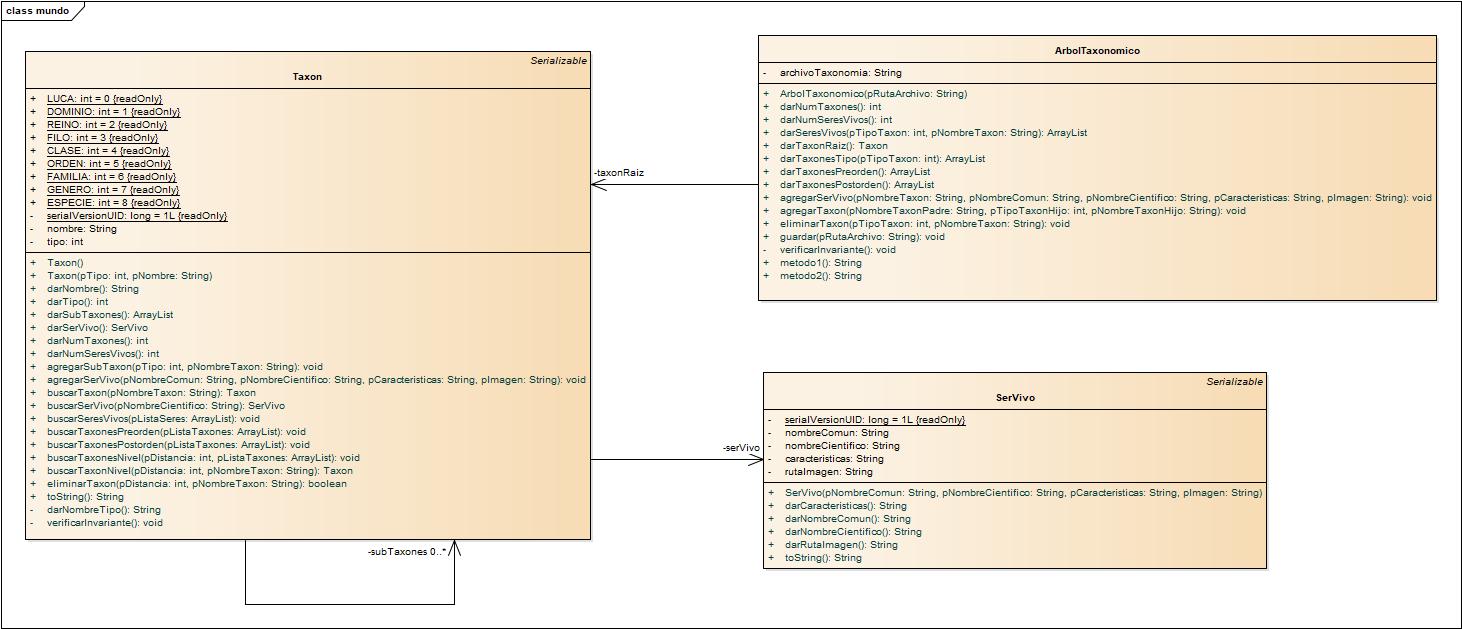 class mundo
Serializable
Taxon
+ LUCA: int = 0 {readOnly}
+ DOMINIO: int = 1 {readOnly}
+ REINO: int = 2 {readOnly}
+ FILO: int = 3 {readOnly}
+ CLASE: int = 4 {readOnly}
+ ORDEN: int = 5 {readOnly}
+ FAMILIA: int = 6 {readOnly}
+ GENERO: int = 7 {readOnly}
+ ESPECIE: int = 8 {readOnly}
- serialVersionUID: long = 1L {readOnly}
- nombre: String
- tipo: int
+ Taxon()
+ Taxon(pTipo: int, pNombre: String)
+ darNombre(): String
+ darTipo(): int
+ darSubTaxones(): ArrayList
+ darSerVivo(): SerVivo
+ darNumTaxones(): int
+ darNumSeresVivos(): int
+ agregarSubTaxon(pTipo: int, pNombreTaxon: String): void
+ agregarSerVivo(pNombreComun: String, pNombreCientifico: String, pCaracteristicas: String, pImagen: String): void
+ buscarTaxon(pNombreTaxon: String): Taxon
+ buscarSerVivo(pNombreCientifico: String): SerVivo
+ buscarSeresVivos(pListaSeres: ArrayList): void
+ buscarTaxonesPreorden(pListaTaxones: ArrayList): void
+ buscarTaxonesPostorden(pListaTaxones: ArrayList): void
+ buscarTaxonesNivel(pDistancia: int, pListaTaxones: ArrayList): void
+ buscarTaxonNivel(pDistancia: int, pNombreTaxon: String): Taxon
+ eliminarTaxon(pDistancia: int, pNombreTaxon: String): boolean
+ toString(): String
- darNombreTipo(): String
- verificarInvariante(): void
-subTaxones 0..*
-taxonRaiz
ArbolTaxonomico
- archivoTaxonomia: String
+ ArbolTaxonomico(pRutaArchivo: String)
+ darNumTaxones(): int
+ darNumSeresVivos(): int
+ darSeresVivos(pTipoTaxon: int, pNombreTaxon: String): ArrayList
+ darTaxonRaiz(): Taxon
+ darTaxonesTipo(pTipoTaxon: int): ArrayList
+ darTaxonesPreorden(): ArrayList
+ darTaxonesPostorden(): ArrayList
+ agregarSerVivo(pNombreTaxon: String, pNombreComun: String, pNombreCientifico: String, pCaracteristicas: String, pImagen: String): void
+ agregarTaxon(pNombreTaxonPadre: String, pTipoTaxonHijo: int, pNombreTaxonHijo: String): void
+ eliminarTaxon(pTipoTaxon: int, pNombreTaxon: String): void
+ guardar(pRutaArchivo: String): void
- verificarInvariante(): void
+ metodo1(): String
+ metodo2(): String
-serVivo
Serializable
SerVivo
- serialVersionUID: long = 1L {readOnly}
- nombreComun: String
- nombreCientifico: String
- caracteristicas: String
- rutaImagen: String
+ SerVivo(pNombreComun: String, pNombreCientifico: String, pCaracteristicas: String, pImagen: String)
+ darCaracteristicas(): String
+ darNombreComun(): String
+ darNombreCientifico(): String
+ darRutaImagen(): String
+ toString(): String